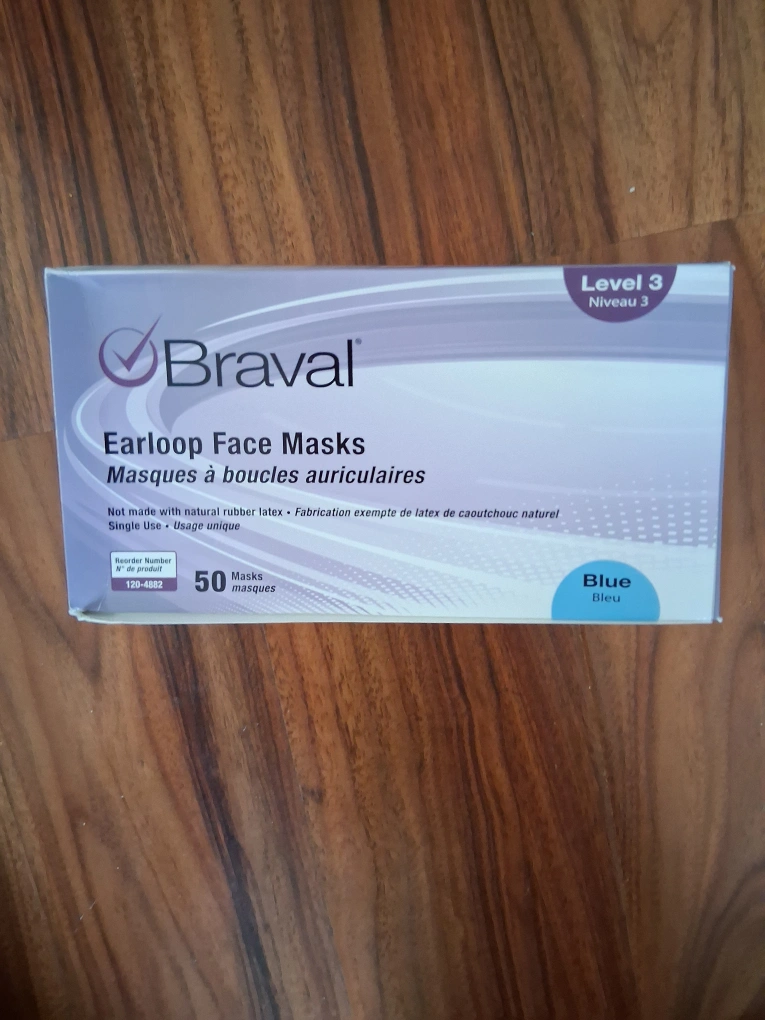 Level 3
Niveau 3
Braval®
Earloop Face Masks
Masques à boucles auriculaires
Not made with natural rubber latex • Fabrication exempte de latex de caoutchouc naturel
Single Use • Usage unique
Reorder Number
N° de produit
120-4882
50 Masks
masques
Blue
Bleu